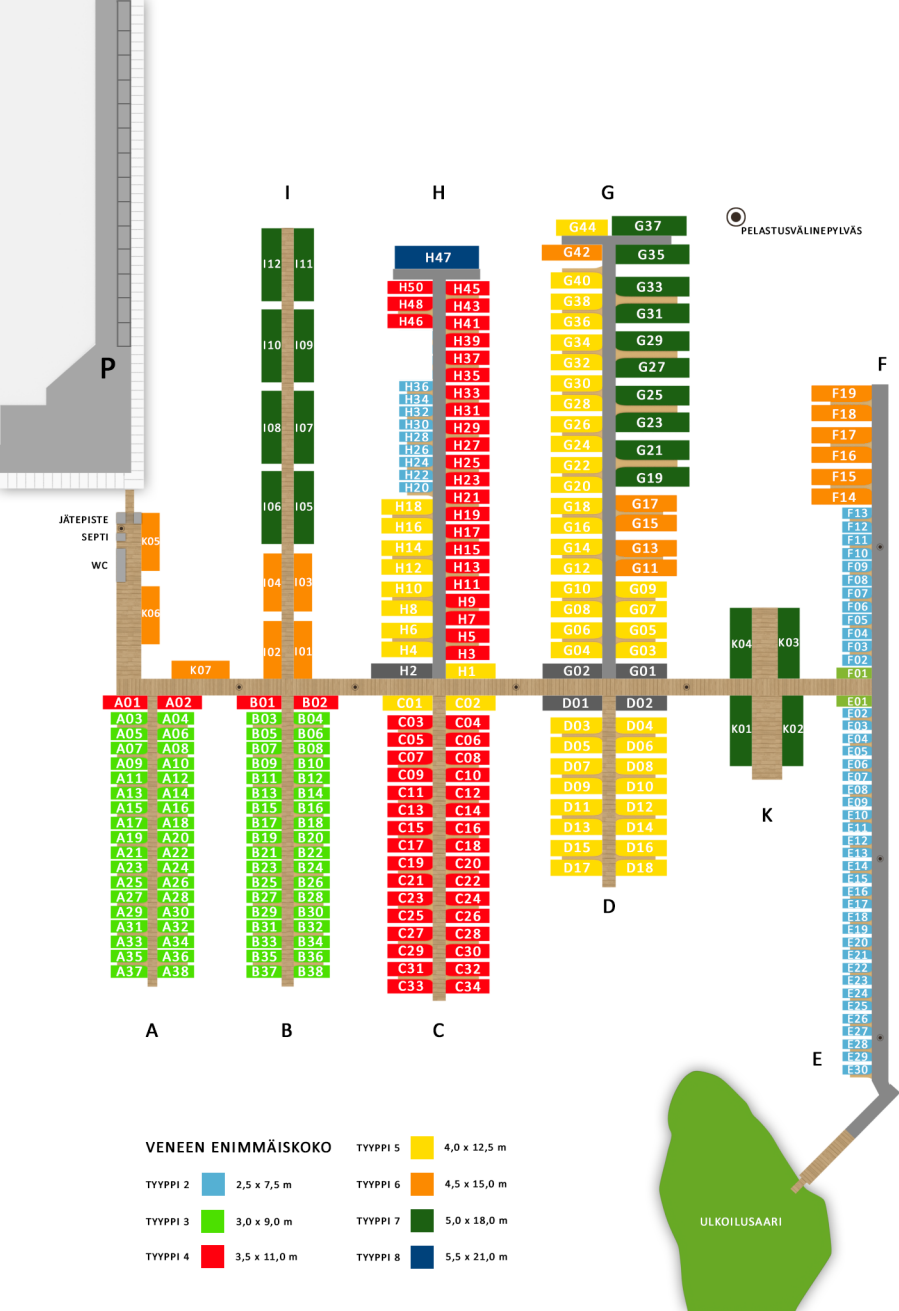 I
H
G
G44
G37
PELASTUSVÄLINEPYLVÄS
G42
G35
H47
I12
I11
G40
G33
H50
H45
G38
H48
H43
G36
G31
H46
H41
I10
I09
G34
G29
H39
H37
G32
G27
P
F
H35
G30
H36
H33
G25
F19
H34
G28
H32
H31
F18
H30
H29
G26
G23
I08
I07
H28
H27
G24
F17
H26
G21
H24
H25
G22
F16
H22
H23
G19
F15
H20
G20
H21
F14
I06
I05
H18
G18
G17
H19
F13
JÄTEPISTE
H16
G16
G15
F12
SEPTI
H17
K05
F11
H14
G14
G13
H15
F10
WC
H12
G12
G11
H13
F09
I04
I03
H10
H11
G10
G09
F08
F07
K06
H8
H9
G08
G07
F06
H7
F05
H6
G06
G05
F04
H5
K04
K03
I02
I01
H4
H3
G04
G03
F03
F02
K07
H2
H1
G02
G01
F01
A01
A02
B01
B02
C01
C02
D01
D02
E01
A03
A04
B03
B04
C03
C04
D03
D04
E02
E03
A05
A06
B05
B06
C05
C06
K01
K02
E04
A07
A08
B07
B08
D05
D06
E05
A09
A10
B09
B10
C07
C08
D07
D08
E06
A11
A12
B11
B12
C09
C10
E07
A13
A14
B13
B14
C11
C12
D09
D10
E08
A15
A16
B15
B16
C13
C14
D11
D12
E09
K
E10
A17
A18
B17
B18
C15
C16
D13
D14
E11
A19
A20
B19
B20
C17
C18
D15
D16
E12
A21
A22
B21
B22
E13
A23
A24
B23
B24
C19
C20
D17
D18
E14
A25
A26
B25
B26
C21
C22
E15
A27
A28
B27
B28
C23
C24
E16
D
E17
A29
A30
B29
B30
C25
C26
E18
A31
A32
B31
B32
C27
C28
E19
A33
A34
B33
B34
E20
A35
A36
B35
B36
C29
C30
E21
A37
A38
B37
B38
C31
C32
E22
E23
C33
C34
E24
E25
E26
A
B
C
E27
E28
E
E29
E30
VENEEN ENIMMÄISKOKO
TYYPPI 2
2,5 x 7,5 m
TYYPPI 3
3,0 x 9,0 m
TYYPPI 4
3,5 x 11,0 m
TYYPPI 5
4,0 x 12,5 m
TYYPPI 6
4,5 x 15,0 m
TYYPPI 7
5,0 x 18,0 m
TYYPPI 8
5,5 x 21,0 m
ULKOILUSAARI